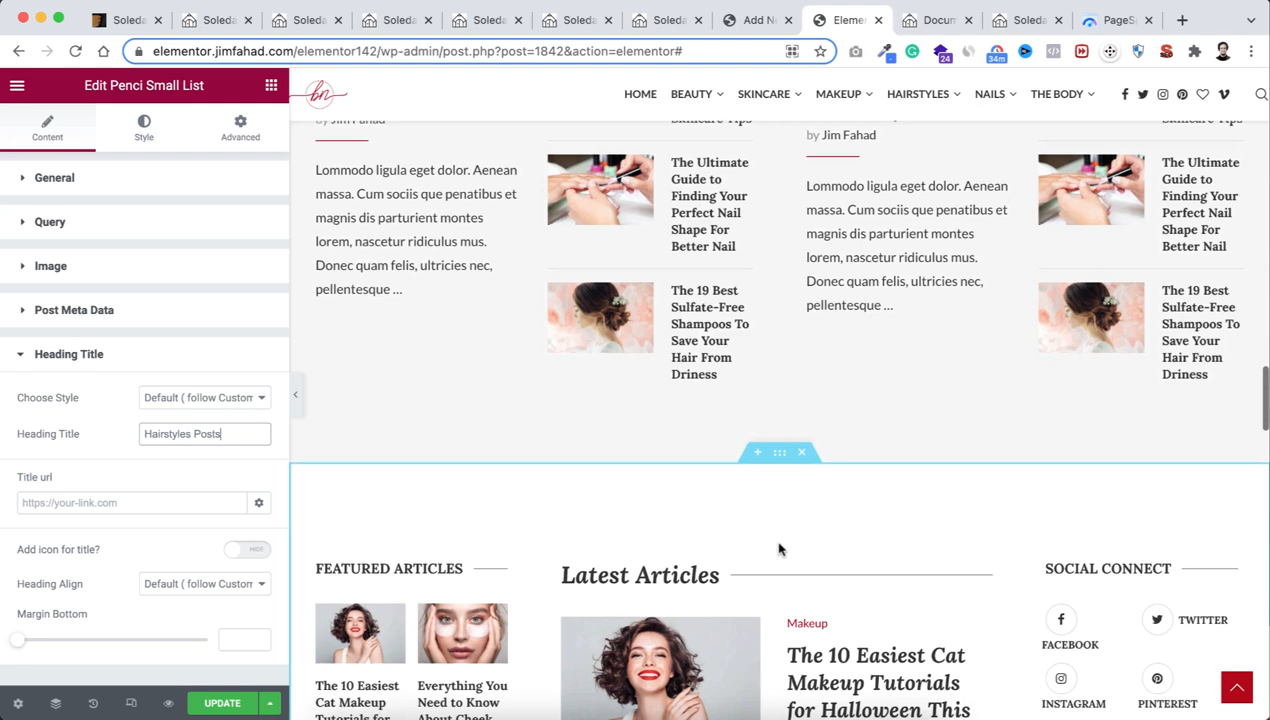 Soleda
Soleda
Soleda
Soleda
Soleda
Soleda
Soleda
Add Ne
Eleme
Docum
Soleda
PageS
elementor.jimfahad.com/elementor142/wp-admin/post.php?post=1842&action=elementor#
24
34m
Edit Penci Small List
Content
Style
Advanced
General
Query
Image
Post Meta Data
Heading Title
Choose Style
Default ( follow Custom
Heading Title
Hairstyles Posts
Title url
https://your-link.com
Add icon for title?
HIDE
Heading Align
Default ( follow Custom
Margin Bottom
UPDATE
bn
HOME
BEAUTY
SKINCARE
MAKEUP
HAIRSTYLES
NAILS
THE BODY
by Jim Fahad
Lommodo ligula eget dolor. Aenean
massa. Cum sociis que penatibus et
magnis dis parturient montes
lorem, nascetur ridiculus mus.
Donec quam felis, ultricies nec,
pellentesque ...
Skincare Tips
The Ultimate
Guide to
Finding Your
Perfect Nail
Shape For
Better Nail
The 19 Best
Sulfate-Free
Shampoos To
Save Your
Hair From
Driness
by Jim Fahad
Lommodo ligula eget dolor. Aenean
massa. Cum sociis que penatibus et
magnis dis parturient montes
lorem, nascetur ridiculus mus.
Donec quam felis, ultricies nec,
pellentesque ...
Skincare Tips
The Ultimate
Guide to
Finding Your
Perfect Nail
Shape For
Better Nail
The 19 Best
Sulfate-Free
Shampoos To
Save Your
Hair From
Driness
FEATURED ARTICLES
The 10 Easiest
Cat Makeup
Tutorials for
Everything You
Need to Know
About Cheek
Latest Articles
Makeup
The 10 Easiest Cat
Makeup Tutorials
for Halloween This
SOCIAL CONNECT
FACEBOOK
TWITTER
INSTAGRAM
PINTEREST